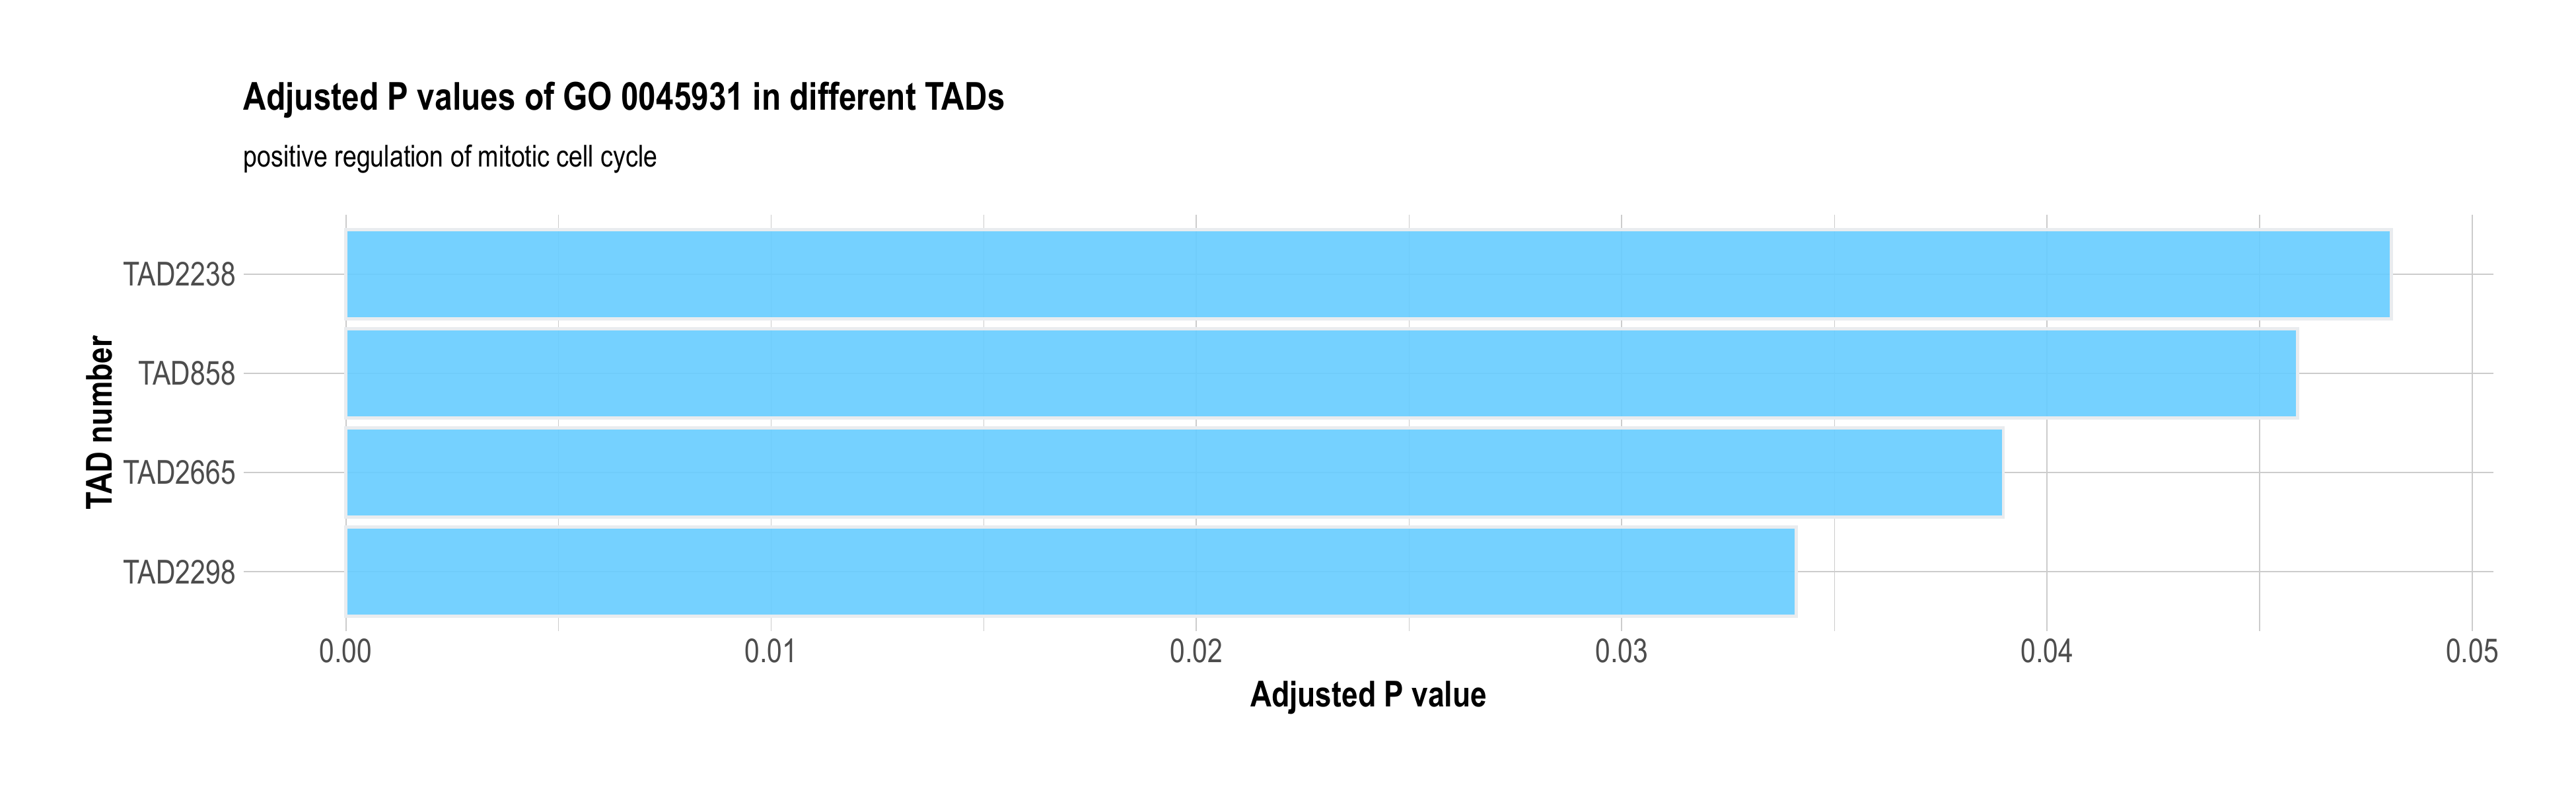 Adjusted P values of GO 0045931 in different TADs
positive regulation of mitotic cell cycle
TAD number
TAD2238
TAD858
TAD2665
TAD2298
0.00 0.01 0.02 0.03 0.04 0.05
Adjusted P value